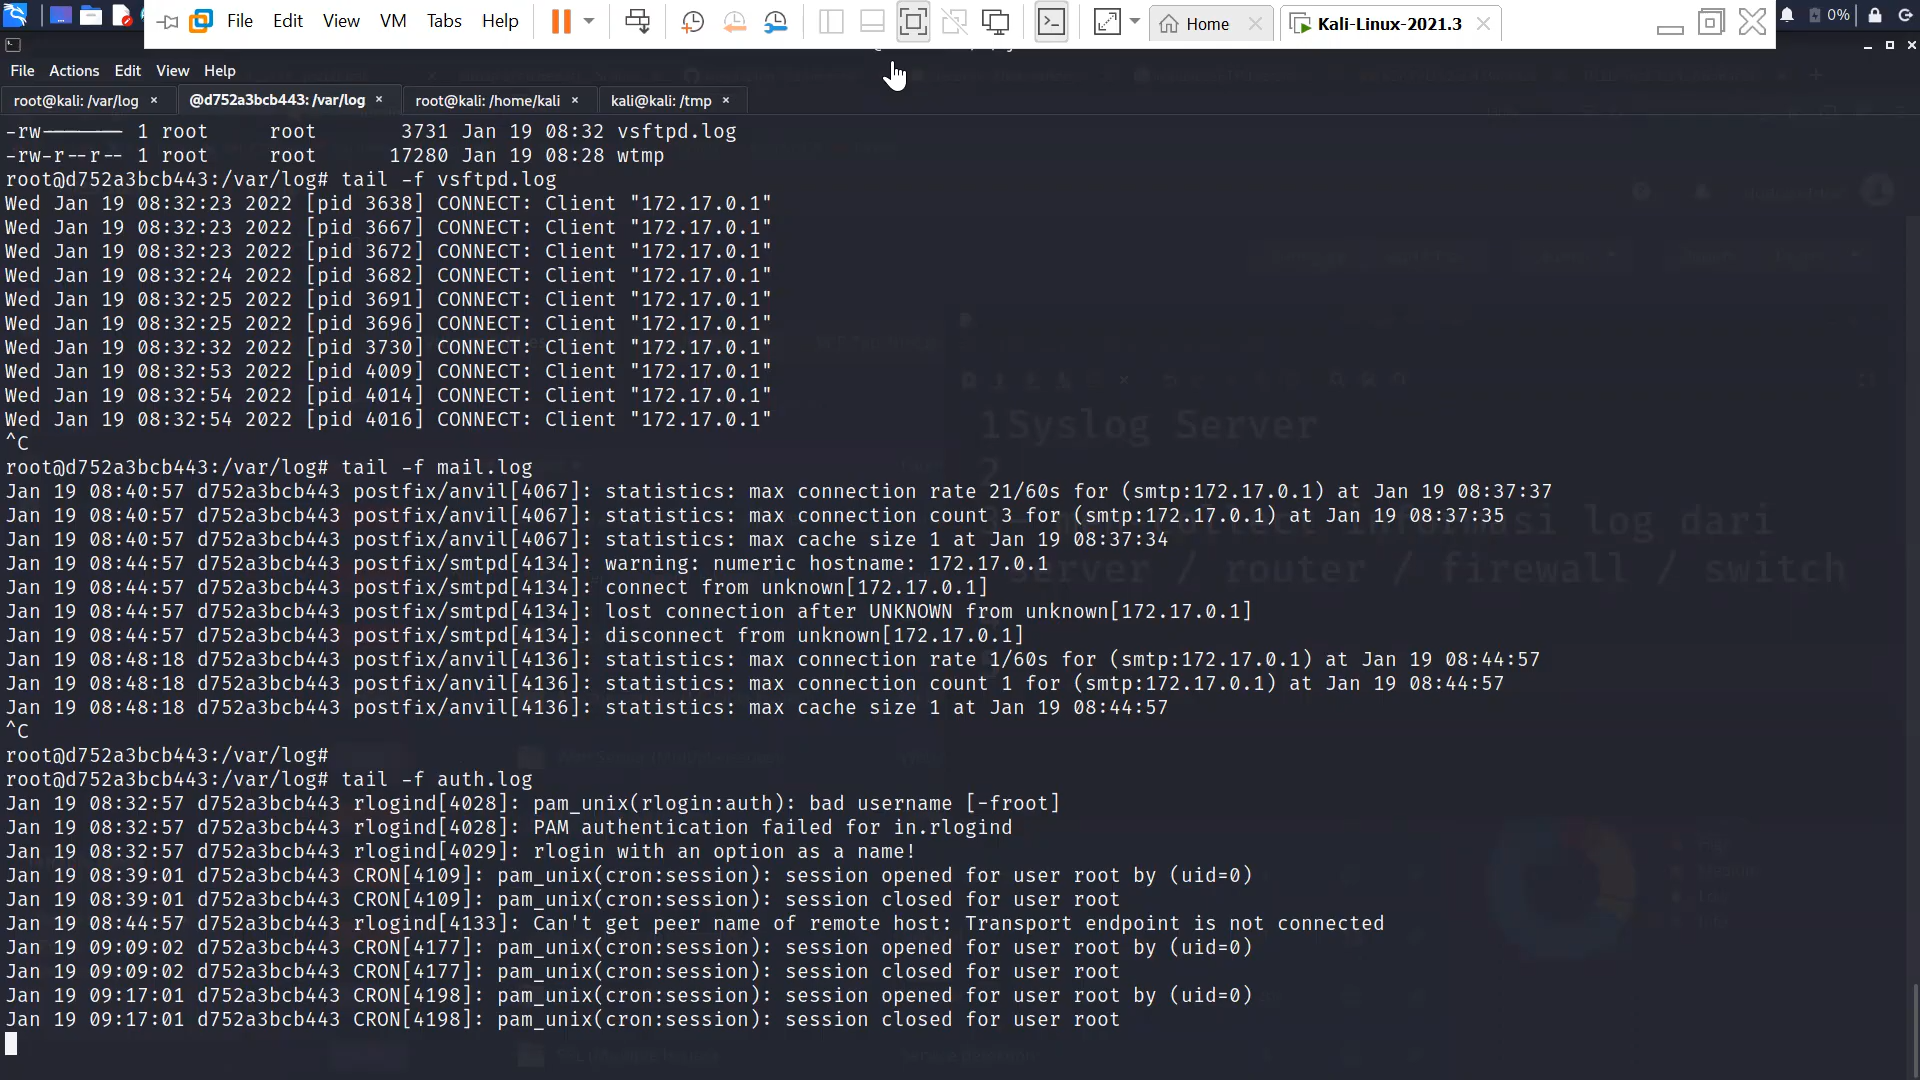 File Edit View VM Tabs Help
Home
Kali-Linux-2021.3
0%
File Actions Edit View Help
root@kali: /var/log ×
@d752a3bcb443: /var/log ×
root@kali: /home/kali ×
kali@kali: /tmp ×
-rw------- 1 root     root       3731 Jan 19 08:32 vsftpd.log
-rw-r--r-- 1 root     root      17280 Jan 19 08:28 wtmp
root@d752a3bcb443:/var/log# tail -f vsftpd.log
Wed Jan 19 08:32:23 2022 [pid 3638] CONNECT: Client "172.17.0.1"
Wed Jan 19 08:32:23 2022 [pid 3667] CONNECT: Client "172.17.0.1"
Wed Jan 19 08:32:23 2022 [pid 3672] CONNECT: Client "172.17.0.1"
Wed Jan 19 08:32:24 2022 [pid 3682] CONNECT: Client "172.17.0.1"
Wed Jan 19 08:32:25 2022 [pid 3691] CONNECT: Client "172.17.0.1"
Wed Jan 19 08:32:25 2022 [pid 3696] CONNECT: Client "172.17.0.1"
Wed Jan 19 08:32:32 2022 [pid 3730] CONNECT: Client "172.17.0.1"
Wed Jan 19 08:32:53 2022 [pid 4009] CONNECT: Client "172.17.0.1"
Wed Jan 19 08:32:54 2022 [pid 4014] CONNECT: Client "172.17.0.1"
Wed Jan 19 08:32:54 2022 [pid 4016] CONNECT: Client "172.17.0.1"
^C
root@d752a3bcb443:/var/log# tail -f mail.log
Jan 19 08:40:57 d752a3bcb443 postfix/anvil[4067]: statistics: max connection rate 21/60s for (smtp:172.17.0.1) at Jan 19 08:37:37
Jan 19 08:40:57 d752a3bcb443 postfix/anvil[4067]: statistics: max connection count 3 for (smtp:172.17.0.1) at Jan 19 08:37:35
Jan 19 08:40:57 d752a3bcb443 postfix/anvil[4067]: statistics: max cache size 1 at Jan 19 08:37:34
Jan 19 08:44:57 d752a3bcb443 postfix/smtpd[4134]: warning: numeric hostname: 172.17.0.1
Jan 19 08:44:57 d752a3bcb443 postfix/smtpd[4134]: connect from unknown[172.17.0.1]
Jan 19 08:44:57 d752a3bcb443 postfix/smtpd[4134]: lost connection after UNKNOWN from unknown[172.17.0.1]
Jan 19 08:44:57 d752a3bcb443 postfix/smtpd[4134]: disconnect from unknown[172.17.0.1]
Jan 19 08:48:18 d752a3bcb443 postfix/anvil[4136]: statistics: max connection rate 1/60s for (smtp:172.17.0.1) at Jan 19 08:44:57
Jan 19 08:48:18 d752a3bcb443 postfix/anvil[4136]: statistics: max connection count 1 for (smtp:172.17.0.1) at Jan 19 08:44:57
Jan 19 08:48:18 d752a3bcb443 postfix/anvil[4136]: statistics: max cache size 1 at Jan 19 08:44:57
^C
root@d752a3bcb443:/var/log#
root@d752a3bcb443:/var/log# tail -f auth.log
Jan 19 08:32:57 d752a3bcb443 rlogind[4028]: pam_unix(rlogin:auth): bad username [-froot]
Jan 19 08:32:57 d752a3bcb443 rlogind[4028]: PAM authentication failed for in.rlogind
Jan 19 08:32:57 d752a3bcb443 rlogind[4029]: rlogin with an option as a name!
Jan 19 08:39:01 d752a3bcb443 CRON[4109]: pam_unix(cron:session): session opened for user root by (uid=0)
Jan 19 08:39:01 d752a3bcb443 CRON[4109]: pam_unix(cron:session): session closed for user root
Jan 19 08:44:57 d752a3bcb443 rlogind[4133]: Can't get peer name of remote host: Transport endpoint is not connected
Jan 19 09:09:02 d752a3bcb443 CRON[4177]: pam_unix(cron:session): session opened for user root by (uid=0)
Jan 19 09:09:02 d752a3bcb443 CRON[4177]: pam_unix(cron:session): session closed for user root
Jan 19 09:17:01 d752a3bcb443 CRON[4198]: pam_unix(cron:session): session opened for user root by (uid=0)
Jan 19 09:17:01 d752a3bcb443 CRON[4198]: pam_unix(cron:session): session closed for user root
1Syslog Server
2
informasi log dari
server / router / firewall / switch